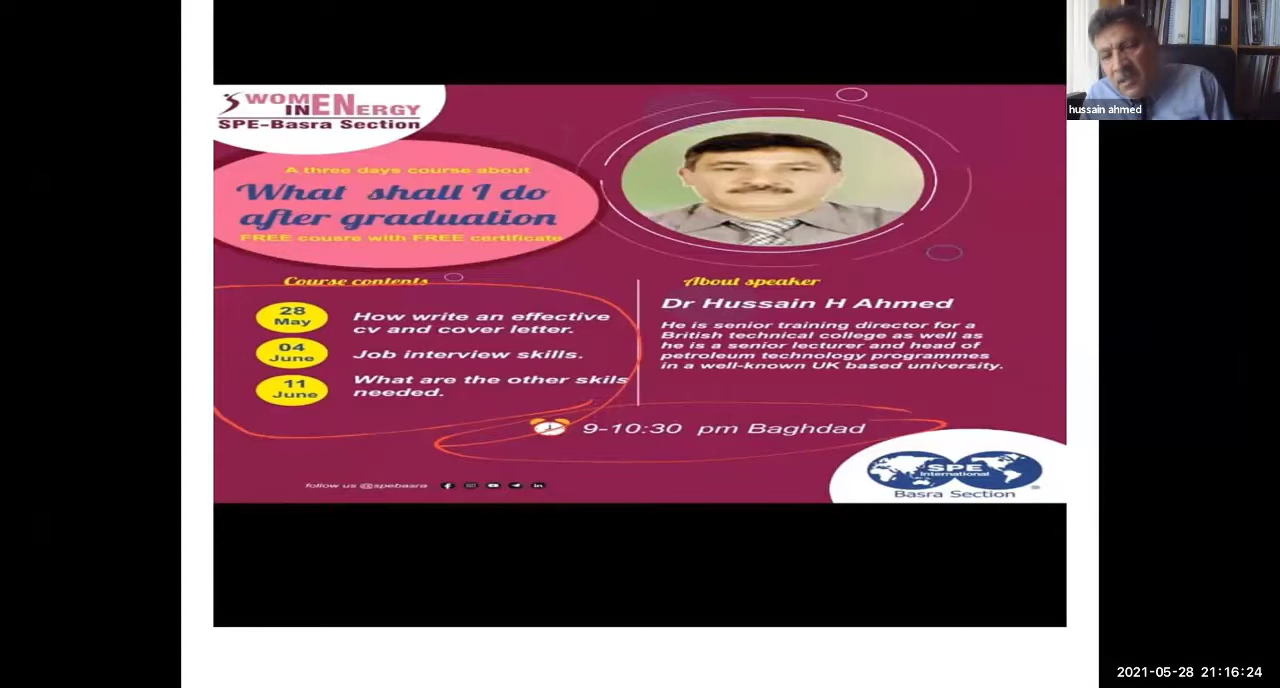 WOMEN
IN ENERGY
SPE-Basra Section
A three days course about
What shall I do
after graduation
FREE cousre with FREE certificate
Course contents
28
May
How write an effective
cv and cover letter.
04
June
Job interview skills.
11
June
What are the other skils
needed.
About speaker
Dr Hussain H Ahmed
He is senior training director for a
British technical college as well as
he is a senior lecturer and head of
petroleum technology programmes
in a well-known UK based university.
9-10:30 pm Baghdad
follow us @spebasra
SPE
International
®
Basra Section
hussain ahmed
2021-05-28 21:16:24